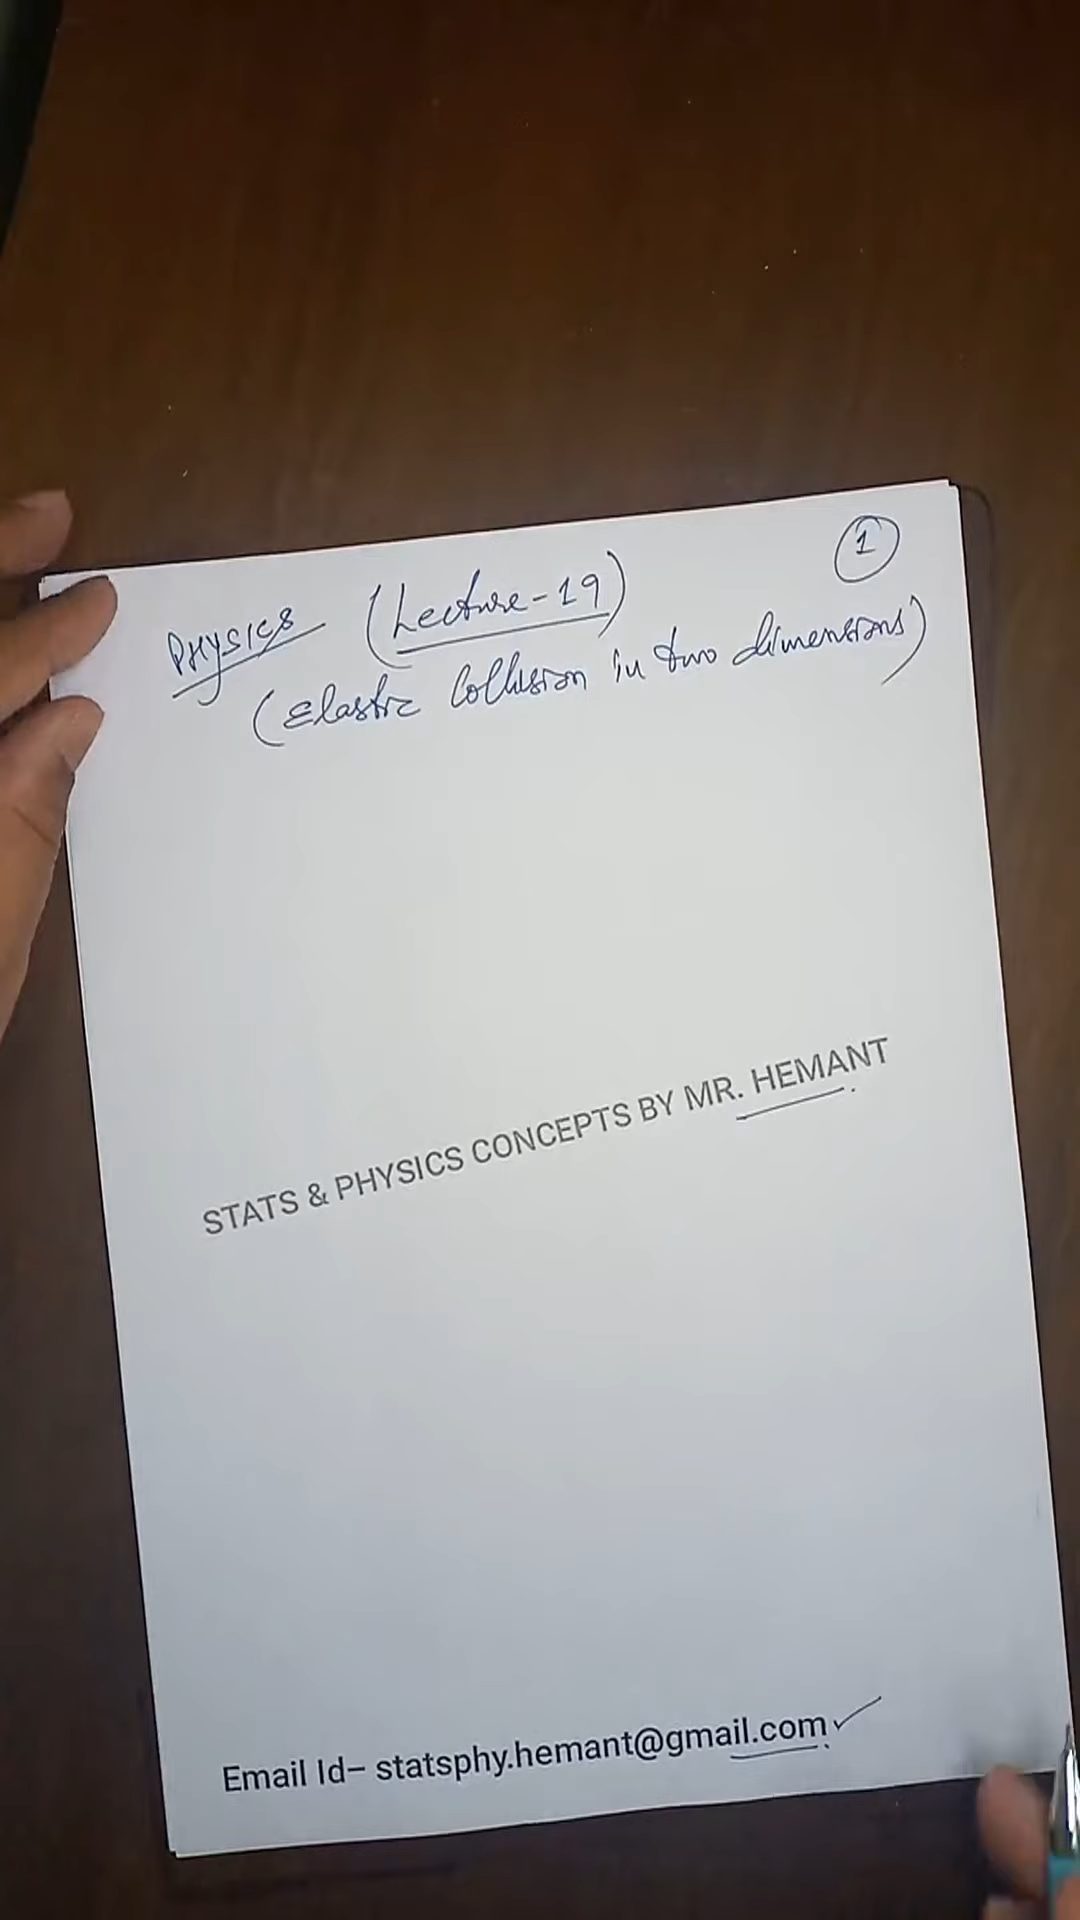 1
PHYSICS (Lecture-19)
(Elastic Collision in two dimensions)
STATS & PHYSICS CONCEPTS BY MR. HEMANT
Email Id- statsphy.hemant@gmail.com